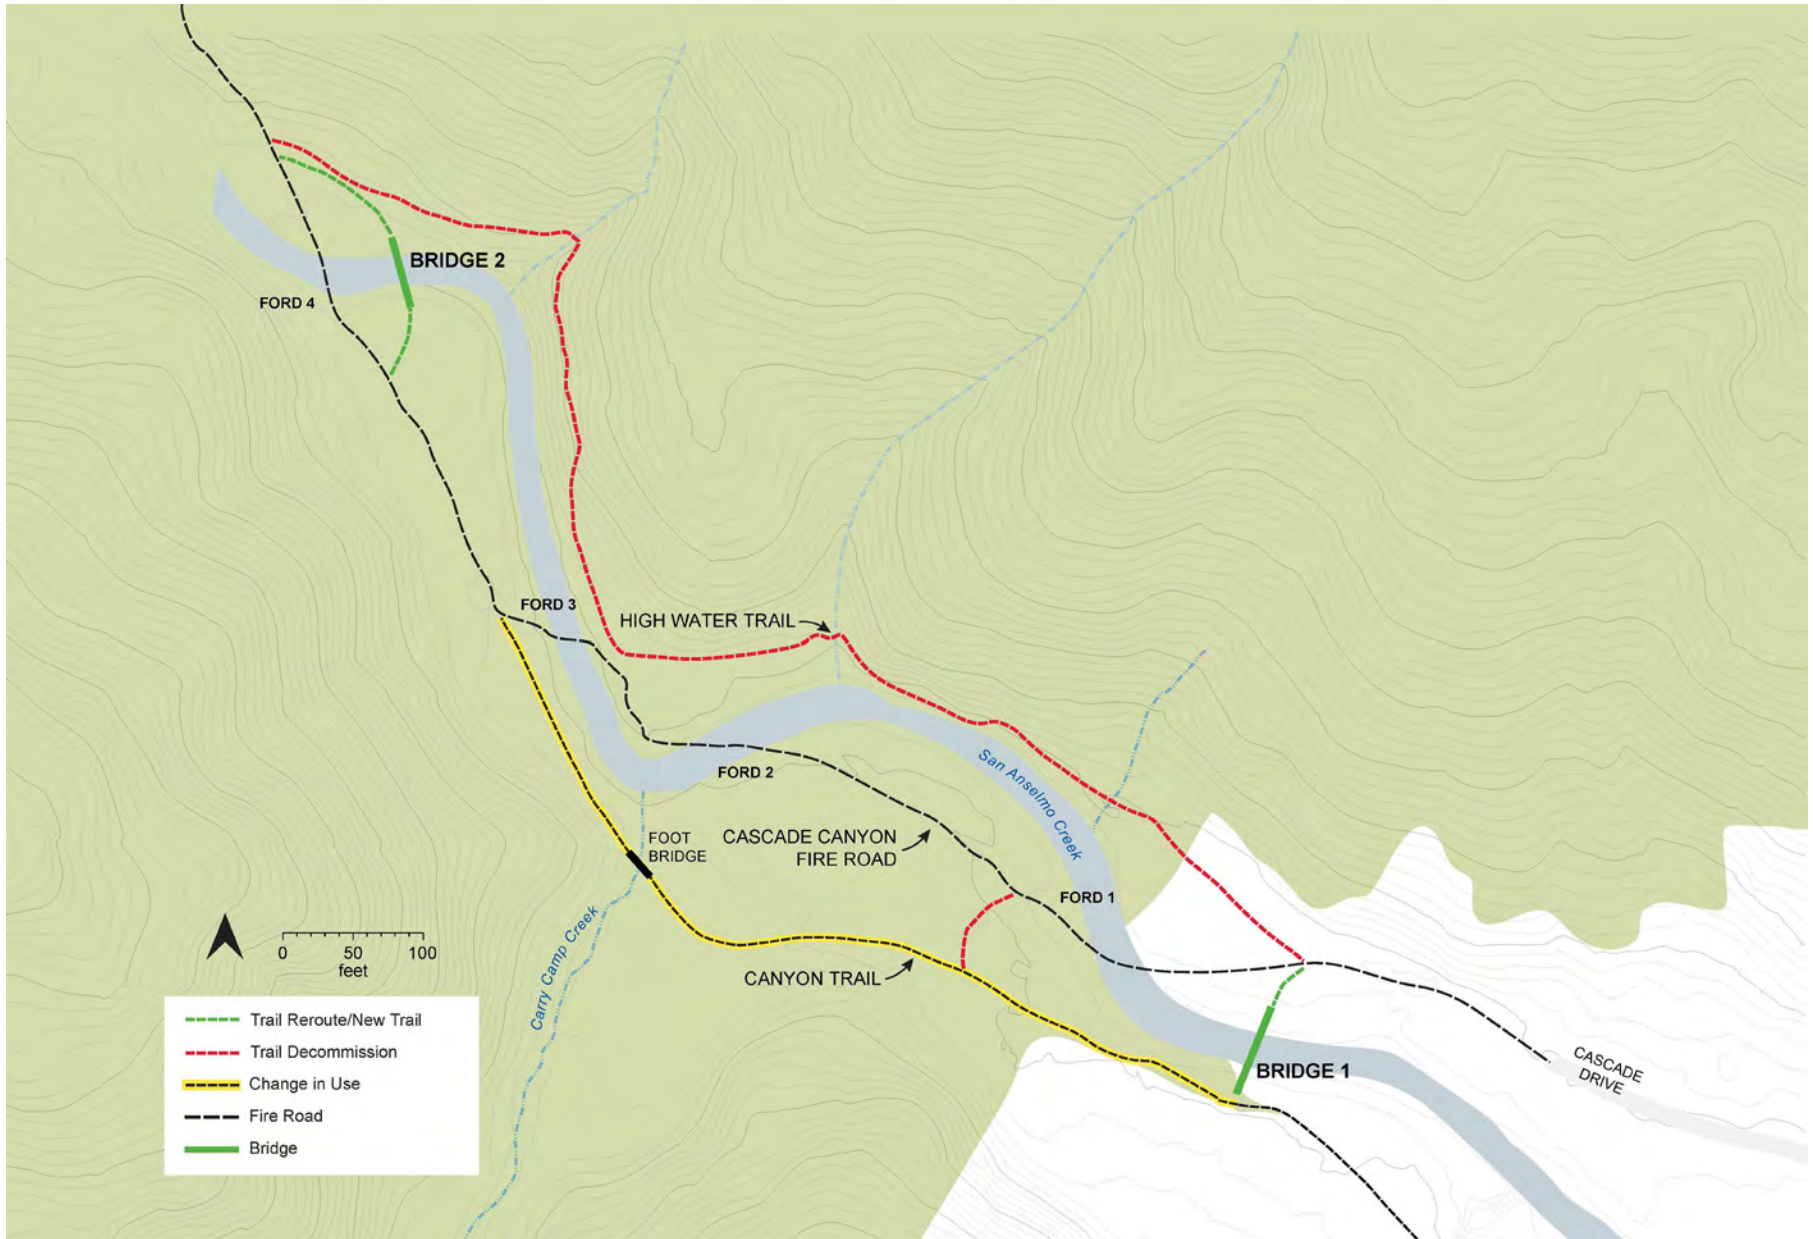 BRIDGE 2
FORD 4
FORD 3
HIGH WATER TRAIL
FORD 2
San Anselmo Creek
FOOT
BRIDGE
CASCADE CANYON
FIRE ROAD
FORD 1
Carry Camp Creek
CANYON TRAIL
0 50 100
feet
BRIDGE 1
CASCADE
DRIVE
Trail Reroute/New Trail
Trail Decommission
Change in Use
Fire Road
Bridge